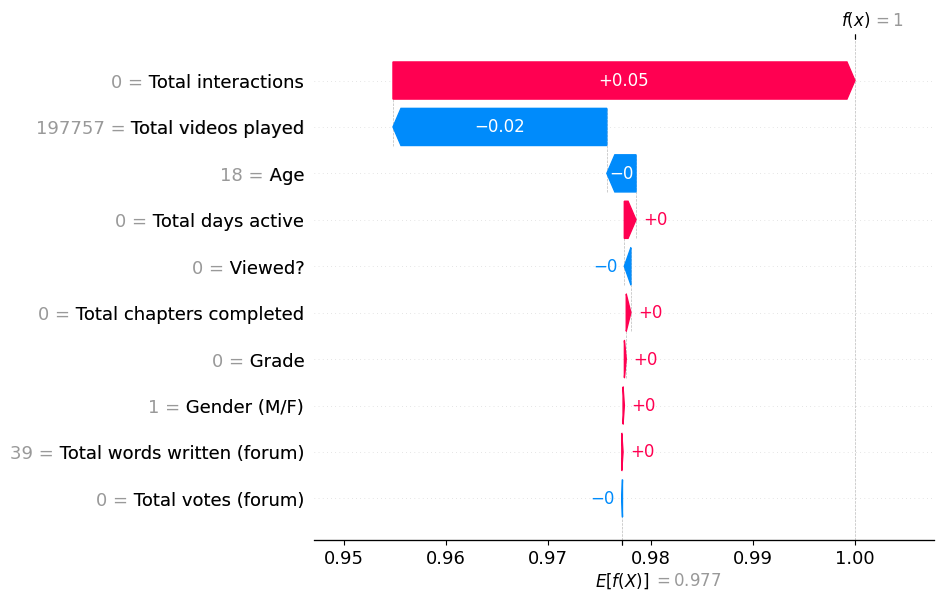 f(x) = 1
0 = Total interactions
+0.05
197757 = Total videos played
−0.02
18 = Age
−0
0 = Total days active
+0
0 = Viewed?
−0
0 = Total chapters completed
+0
0 = Grade
+0
1 = Gender (M/F)
+0
39 = Total words written (forum)
+0
0 = Total votes (forum)
−0
0.95 0.96 0.97 0.98 0.99 1.00
E[f(X)] = 0.977